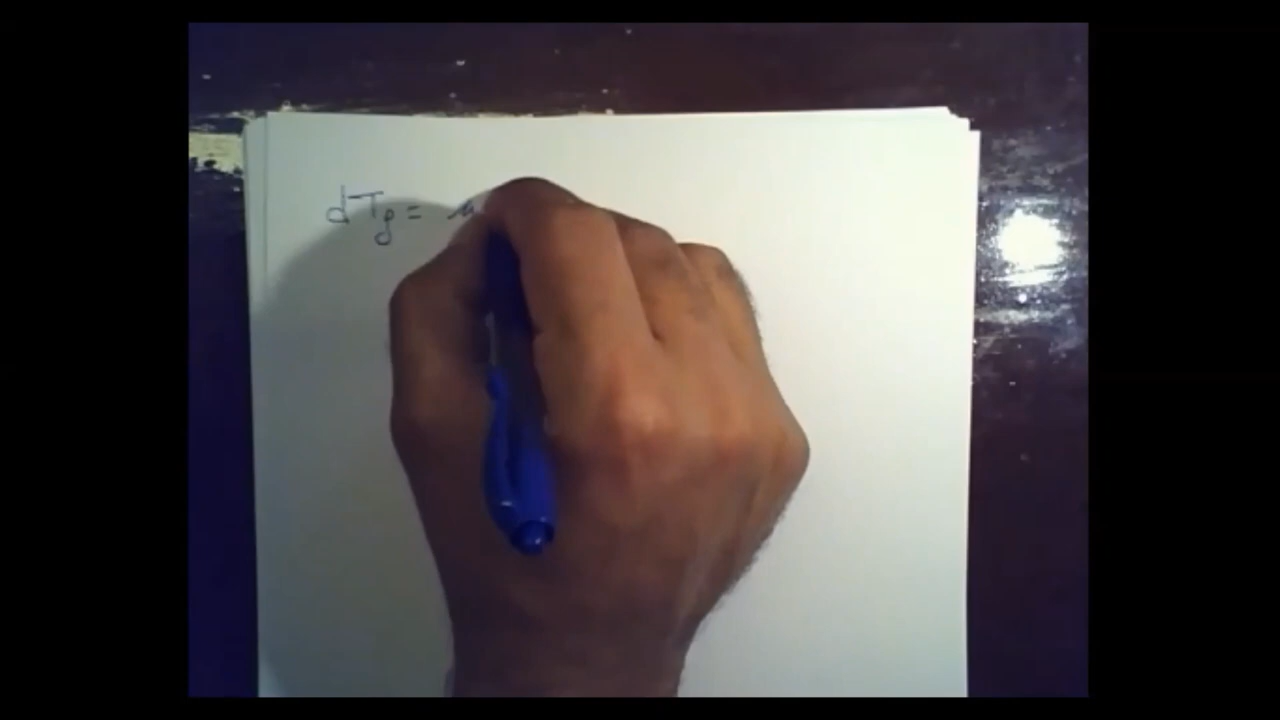 dTg =